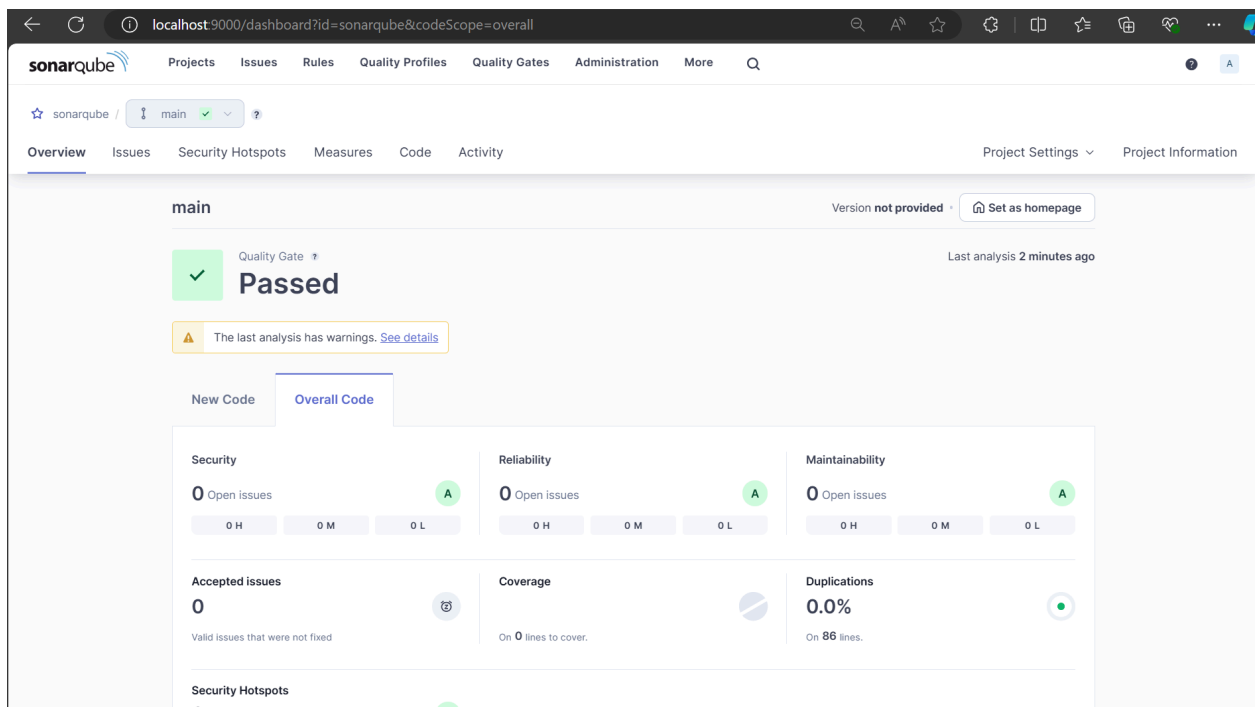 localhost:9000/dashboard?id=sonarqube&codeScope=overall
sonarqube Projects Issues Rules Quality Profiles Quality Gates Administration More ? A
sonarqube / main ?
Overview Issues Security Hotspots Measures Code Activity Project Settings Project Information
main Version not provided • Set as homepage
Quality Gate ? Last analysis 2 minutes ago
Passed
The last analysis has warnings. See details
New Code Overall Code
Security Reliability Maintainability
0 Open issues A 0 Open issues A 0 Open issues A
0 H 0 M 0 L 0 H 0 M 0 L 0 H 0 M 0 L
Accepted issues Coverage Duplications
0 0.0%
Valid issues that were not fixed On 0 lines to cover. On 86 lines.
Security Hotspots